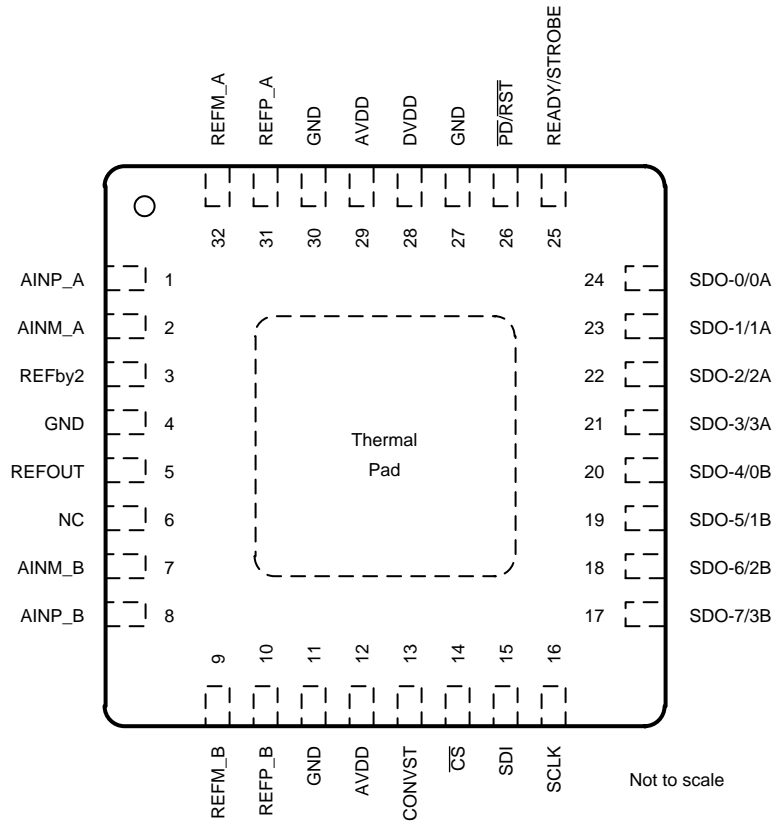 REFM_A
REFP_A
GND
AVDD
DVDD
GND
PD/RST
READY/STROBE
32
31
30
29
28
27
26
25
AINP_A 1
AINM_A 2
REFby2 3
GND 4
REFOUT 5
NC 6
AINM_B 7
AINP_B 8
Thermal
Pad
24 SDO-0/0A
23 SDO-1/1A
22 SDO-2/2A
21 SDO-3/3A
20 SDO-4/0B
19 SDO-5/1B
18 SDO-6/2B
17 SDO-7/3B
9
10
11
12
13
14
15
16
REFM_B
REFP_B
GND
AVDD
CONVST
CS
SDI
SCLK
Not to scale